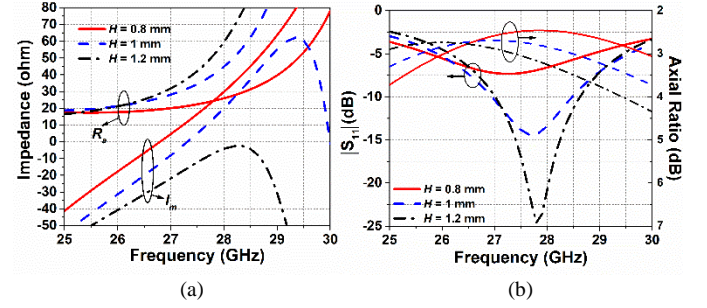 (a)
80
70
60
50
40
30
20
10
0
-10
-20
-30
-40
-50
Impedance (ohm)
H = 0.8 mm
H = 1 mm
H = 1.2 mm
Re
Im
25 26 27 28 29 30
Frequency (GHz)
(a)
(b)
0
-5
-10
-15
-20
-25
|S11| (dB)
2
3
4
5
6
7
Axial Ratio (dB)
H = 0.8 mm
H = 1 mm
H = 1.2 mm
25 26 27 28 29 30
Frequency (GHz)
(b)